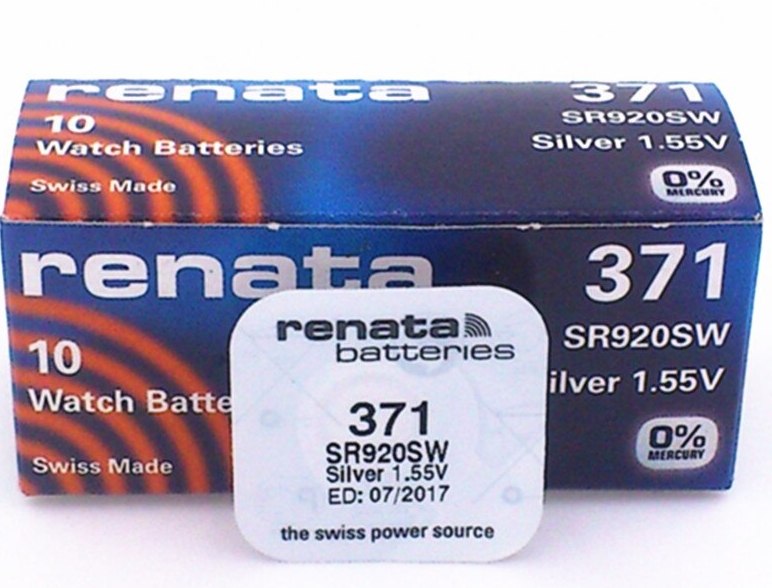 renata
371
10
SR920SW
Watch Batteries
Silver 1.55V
Swiss Made
0%
MERCURY
renata
371
10
SR920SW
Watch Batte
ilver 1.55V
Swiss Made
0%
MERCURY
renata
batteries
371
SR920SW
Silver 1.55V
ED: 07/2017
the swiss power source